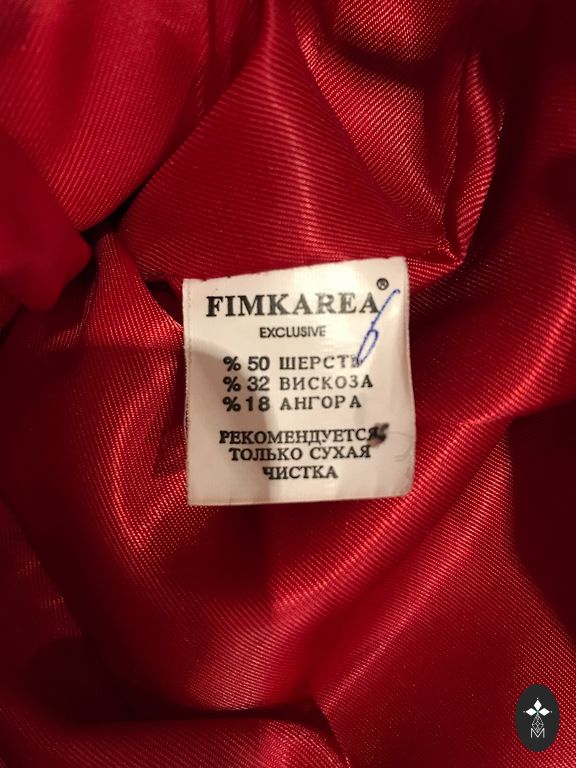 FIMKAREA®
EXCLUSIVE
% 50 ШЕРСТЬ
% 32 ВИСКОЗА
% 18 АНГОРА
РЕКОМЕНДУЕТСЯ
ТОЛЬКО СУХАЯ
ЧИСТКА